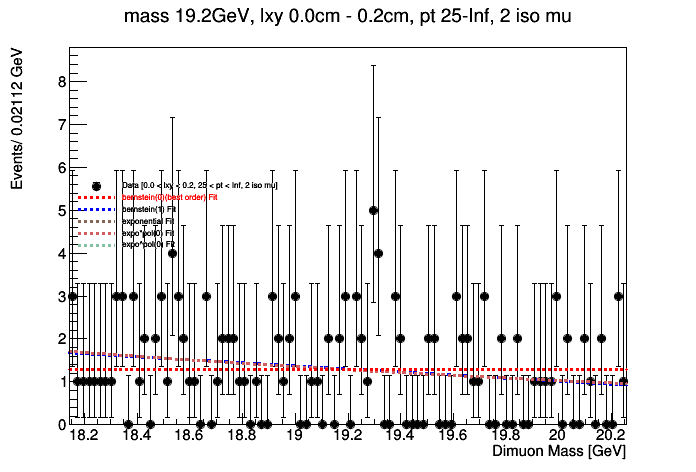 mass 19.2GeV, lxy 0.0cm - 0.2cm, pt 25-Inf, 2 iso mu
Events/ 0.02112 GeV
8
7
6
5
4
3
2
1
0
Data [0.0 < lxy < 0.2, 25 < pt < Inf, 2 iso mu]
bernstein(0)(best order) Fit
bernstein(1) Fit
exponential Fit
expo*pol(0) Fit
expo^pol(0) Fit
18.2 18.4 18.6 18.8 19 19.2 19.4 19.6 19.8 20 20.2
Dimuon Mass [GeV]